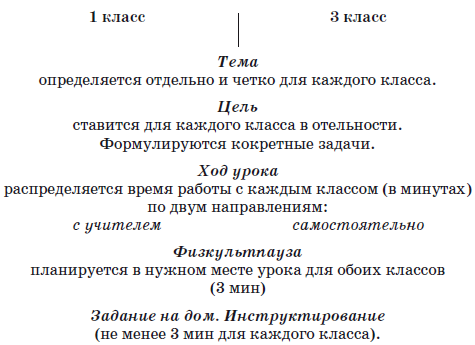 1 класс 3 класс
Тема
определяется отдельно и четко для каждого класса.
Цель
ставится для каждого класса в отельности.
Формулируются кокретные задачи.
Ход урока
распределяется время работы с каждым классом (в минутах)
по двум направлениям:
с учителем самостоятельно
Физкультпауза
планируется в нужном месте урока для обоих классов
(3 мин)
Задание на дом. Инструктирование
(не менее 3 мин для каждого класса).